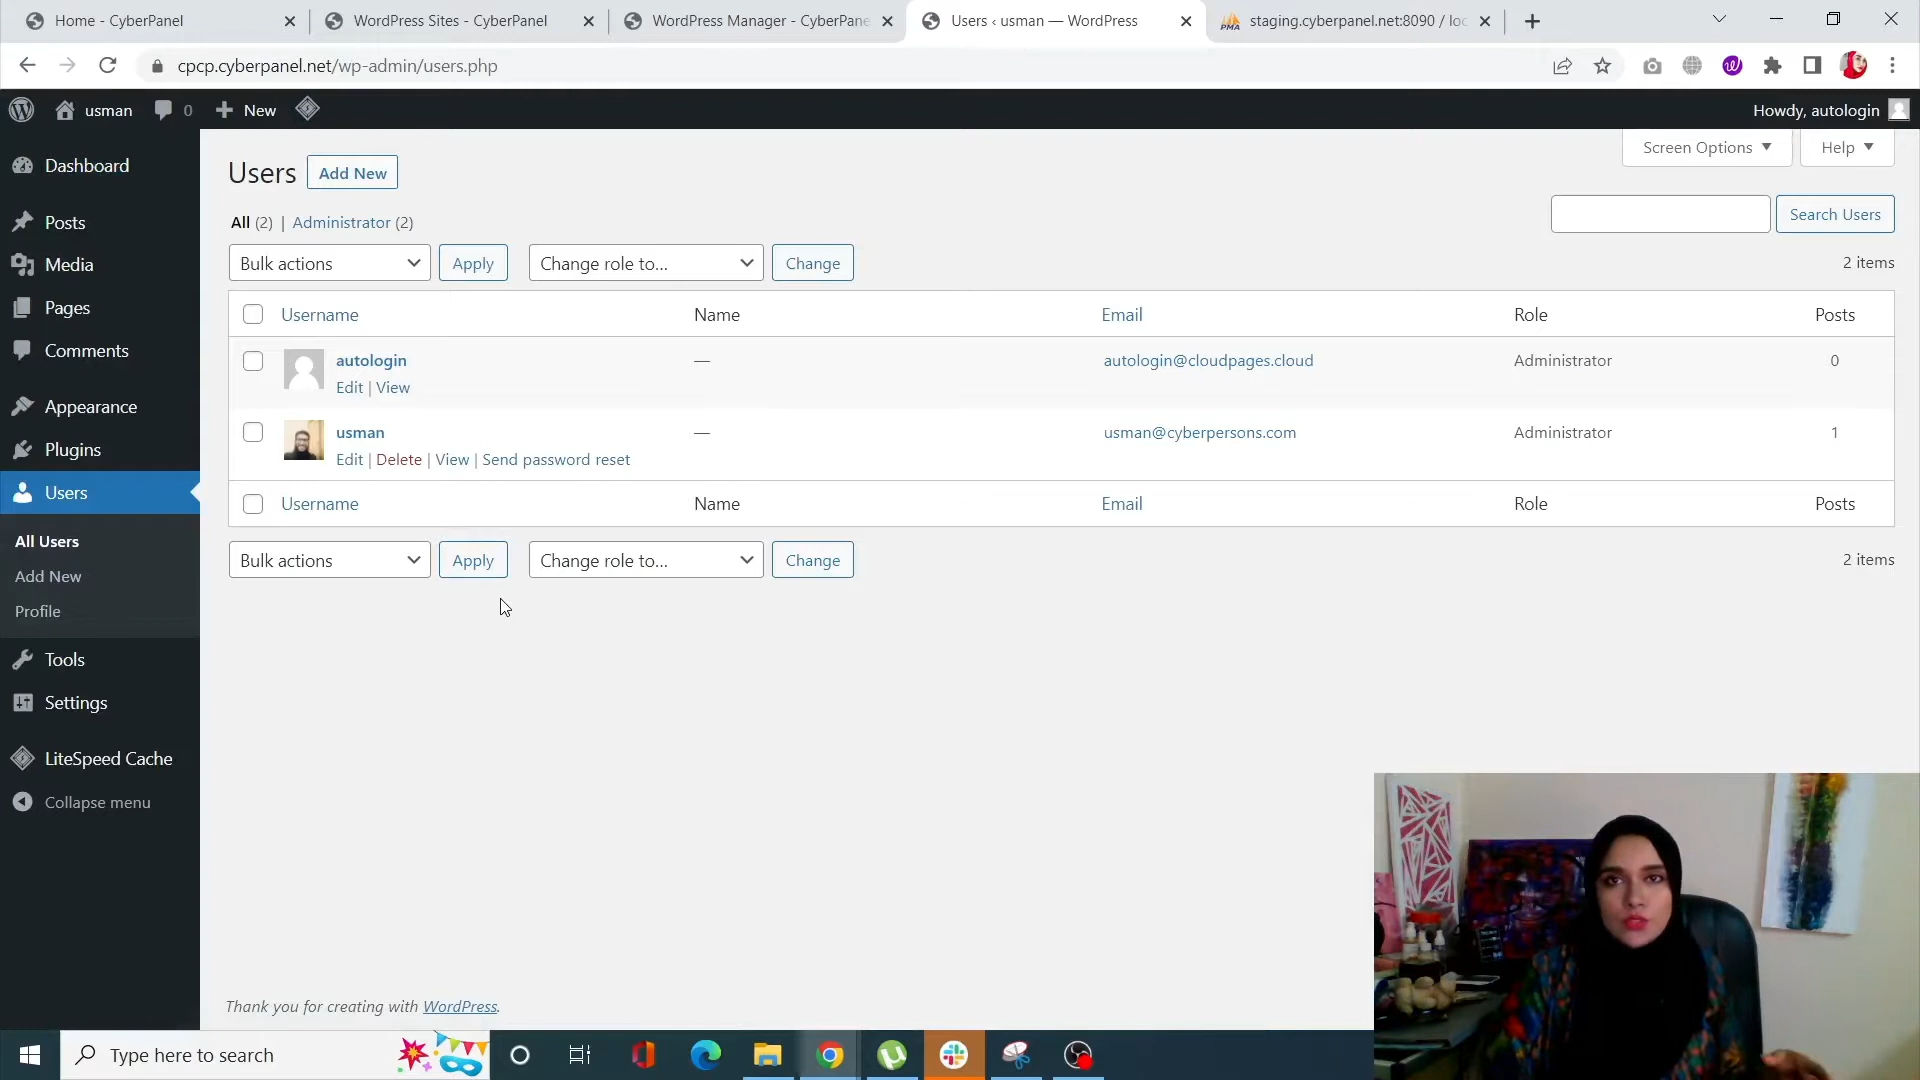 Home - CyberPanel
WordPress Sites - CyberPanel
WordPress Manager - CyberPane
Users ‹ usman — WordPress
staging.cyberpanel.net:8090 / loc
cpcp.cyberpanel.net/wp-admin/users.php
usman
0
New
Howdy, autologin
Dashboard
Posts
Media
Pages
Comments
Appearance
Plugins
Users
All Users
Add New
Profile
Tools
Settings
LiteSpeed Cache
Collapse menu
Screen Options
Help
Users
Add New
All (2) | Administrator (2)
Search Users
Bulk actions
Apply
Change role to...
Change
2 items
Username Name Email Role Posts
autologin — autologin@cloudpages.cloud Administrator 0
Edit | View
usman — usman@cyberpersons.com Administrator 1
Edit | Delete | View | Send password reset
Username Name Email Role Posts
Bulk actions
Apply
Change role to...
Change
2 items
Thank you for creating with WordPress.
Type here to search